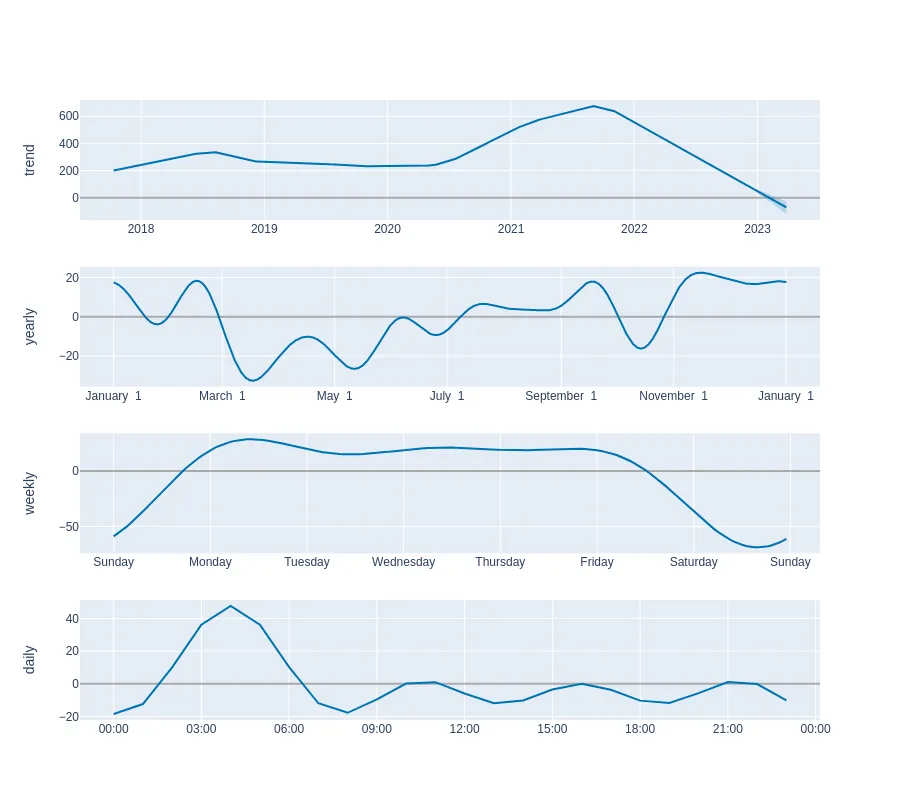 trend
600
400
200
0
2018 2019 2020 2021 2022 2023
yearly
20
0
−20
January 1 March 1 May 1 July 1 September 1 November 1 January 1
weekly
0
−50
Sunday Monday Tuesday Wednesday Thursday Friday Saturday Sunday
daily
40
20
0
−20
00:00 03:00 06:00 09:00 12:00 15:00 18:00 21:00 00:00